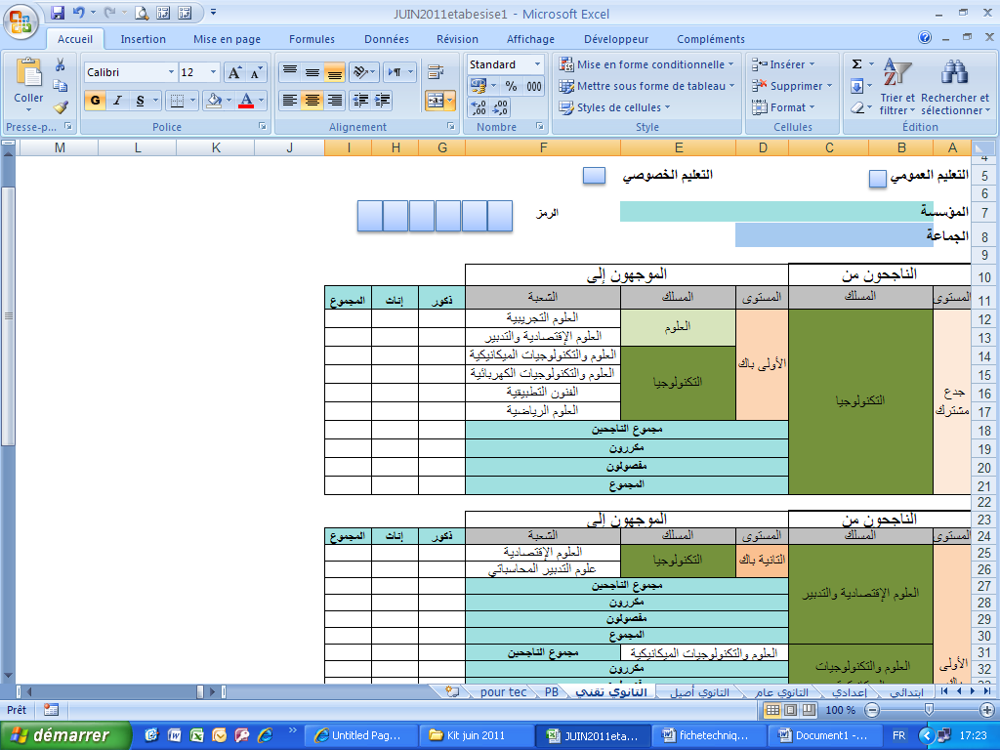 JUIN2011etabesise1 - Microsoft Excel
Accueil Insertion Mise en page Formules Données Révision Affichage Développeur Compléments
Coller
Presse-p...
Calibri 12
G I S
Police
Alignement
Standard
% 000
Nombre
Mise en forme conditionnelle
Mettre sous forme de tableau
Styles de cellules
Style
Insérer
Supprimer
Format
Cellules
Σ
Trier et filtrer
Rechercher et sélectionner
Édition
M L K J I H G F E D C B A
4
التعليم العمومي التعليم الخصوصي 5
6
المؤسسة الرمز 7
الجماعة 8
9
الناجحون من الموجهون إلى 10
المستوى المسلك المستوى المسلك الشعبة ذكور إناث المجموع 11
العلوم التجريبية 12
العلوم
العلوم الإقتصادية والتدبير 13
العلوم والتكنولوجيات الميكانيكية 14
الأولى باك
العلوم والتكنولوجيات الكهربائية 15
التكنولوجيا
جدع مشترك التكنولوجيا
الفنون التطبيقية 16
العلوم الرياضية 17
مجموع الناجحين 18
مكررون 19
مفصولون 20
المجموع 21
22
الناجحون من الموجهون إلى 23
المستوى المسلك المستوى المسلك الشعبة ذكور إناث المجموع 24
العلوم الإقتصادية 25
الثانية باك التكنولوجيا
علوم التدبير المحاسباتي 26
مجموع الناجحين 27
العلوم الإقتصادية والتدبير
مكررون 28
مفصولون 29
المجموع 30
العلوم والتكنولوجيات الميكانيكية مجموع الناجحين 31
الأولى العلوم والتكنولوجيات
مكررون 32
ابتدائي إعدادي الثانوي عام الثانوي أصيل الثانوي تقني PB pour tec
Prêt 100 %
démarrer
Untitled Pag...
Kit juin 2011
JUIN2011eta...
fichetechniq...
Document1 - ...
FR 17:23